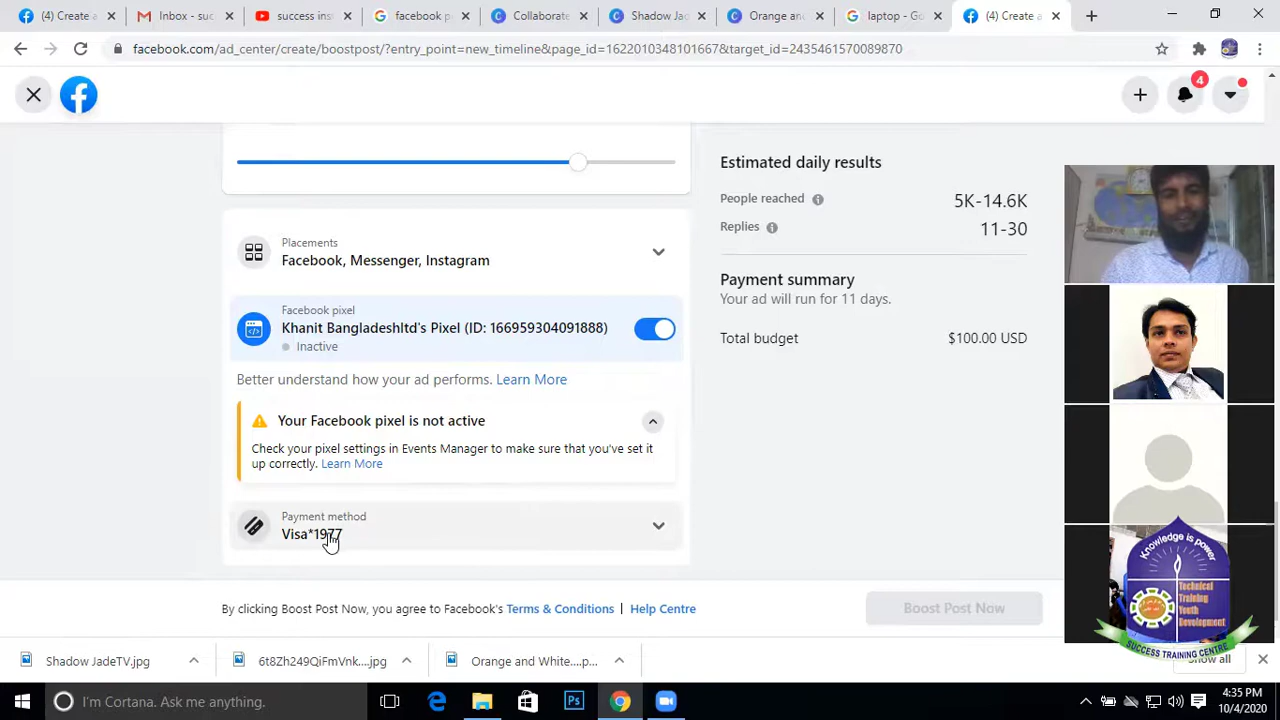 (4) Create a
Inbox - suc
success ins
facebook p
Collaborate
Shadow Jad
Orange and
laptop - Go
(4) Create a
facebook.com/ad_center/create/boostpost/?entry_point=new_timeline&page_id=1622010348101667&target_id=2435461570089870
4
Estimated daily results
People reached 5K-14.6K
Replies 11-30
Payment summary
Your ad will run for 11 days.
Total budget $100.00 USD
Placements
Facebook, Messenger, Instagram
Facebook pixel
Khanit Bangladeshltd's Pixel (ID: 166959304091888)
Inactive
Better understand how your ad performs. Learn More
Your Facebook pixel is not active
Check your pixel settings in Events Manager to make sure that you've set it
up correctly. Learn More
Payment method
Visa*1977
By clicking Boost Post Now, you agree to Facebook's Terms & Conditions | Help Centre
Boost Post Now
Knowledge is power
Technical
Training
Youth
Development
SUCCESS TRAINING CENTRE
Shadow JadeTV.jpg
6t8Zh249QiFmVnk....jpg
Orange and White....p...
Show all
I'm Cortana. Ask me anything.
4:35 PM
10/4/2020